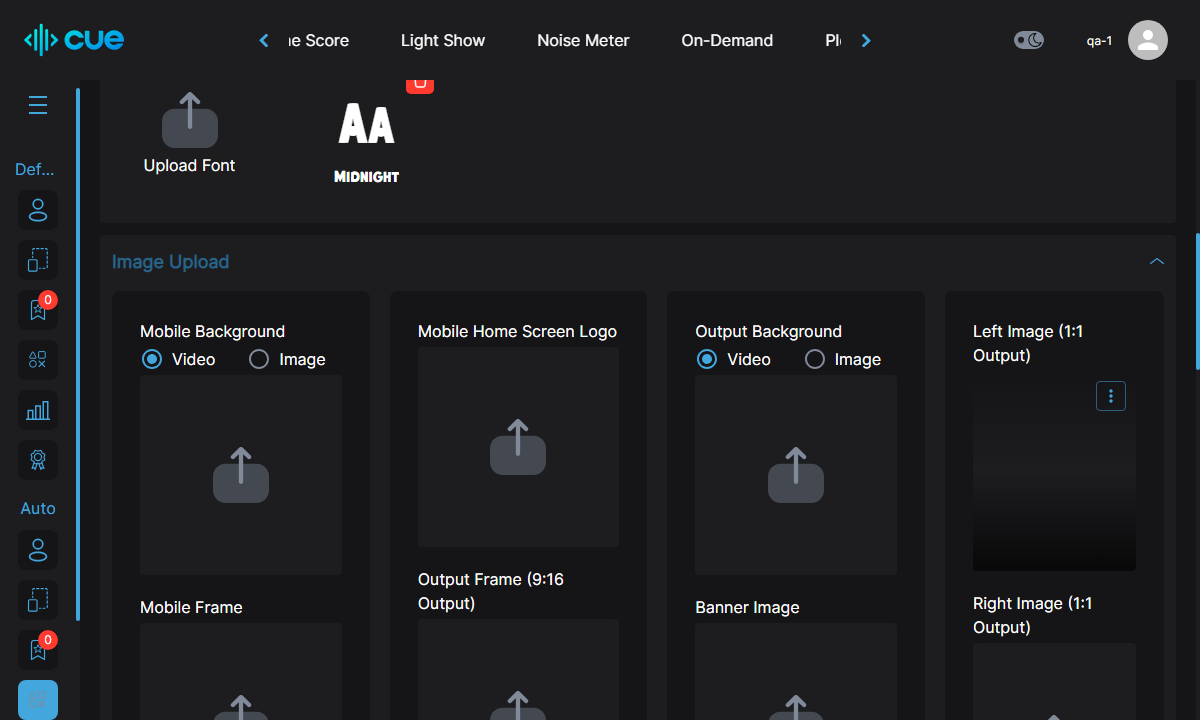 cue
e Score
Light Show
Noise Meter
On-Demand
Pl
qa-1
Def...
0
Auto
0
Upload Font
AA
MIDNIGHT
Image Upload
Mobile Background
Video
Image
Mobile Frame
Mobile Home Screen Logo
Output Frame (9:16
Output)
Output Background
Video
Image
Banner Image
Left Image (1:1
Output)
Right Image (1:1
Output)